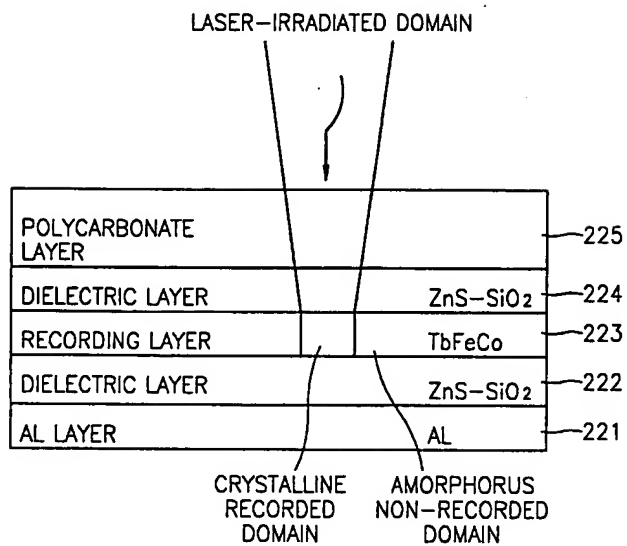 LASER-IRRADIATED DOMAIN
POLYCARBONATE
LAYER
225
DIELECTRIC LAYER ZnS-SiO2 224
RECORDING LAYER TbFeCo 223
DIELECTRIC LAYER ZnS-SiO2 222
AL LAYER AL 221
CRYSTALLINE
RECORDED
DOMAIN
AMORPHORUS
NON-RECORDED
DOMAIN